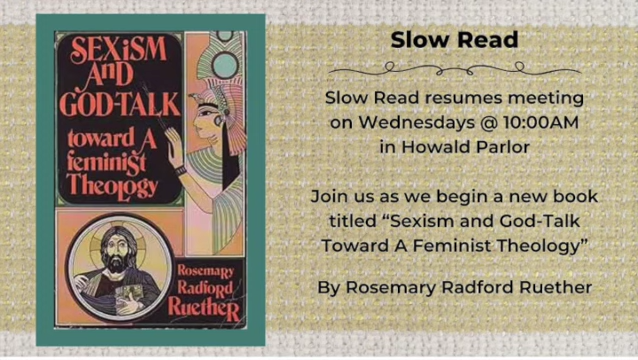 SEXiSM
AnD
GOD-TALK
toward A
feminiSt
Theology
Rosemary
Radford
Ruether
Slow Read
Slow Read resumes meeting
on Wednesdays @ 10:00AM
in Howald Parlor
Join us as we begin a new book
titled “Sexism and God-Talk
Toward A Feminist Theology”
By Rosemary Radford Ruether